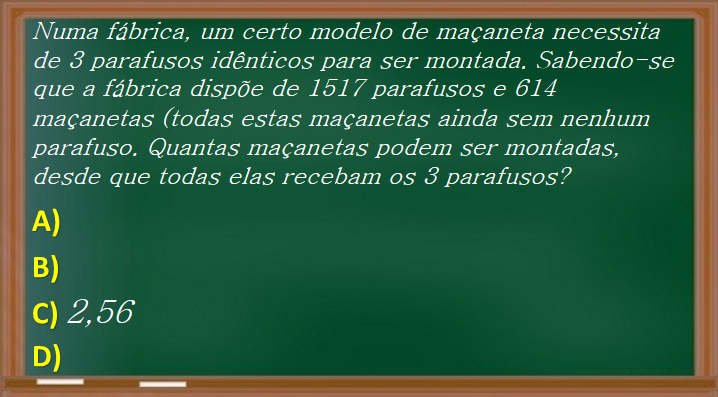 Numa fábrica, um certo modelo de maçaneta necessita
de 3 parafusos idênticos para ser montada. Sabendo-se
que a fábrica dispõe de 1517 parafusos e 614
maçanetas (todas estas maçanetas ainda sem nenhum
parafuso. Quantas maçanetas podem ser montadas,
desde que todas elas recebam os 3 parafusos?
A)
B)
C) 2,56
D)